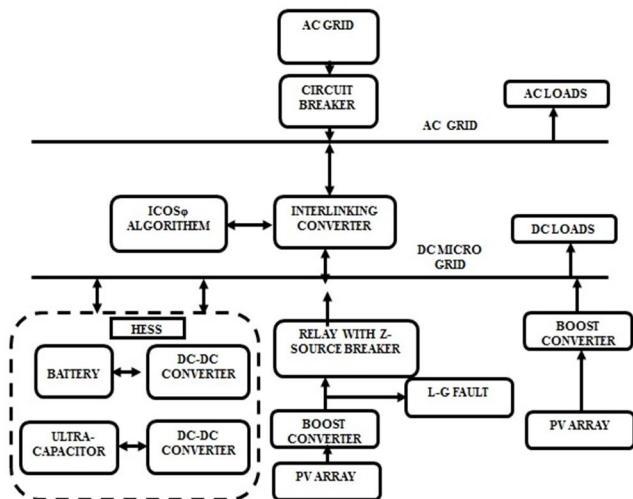 AC GRID
CIRCUIT
BREAKER
AC LOADS
AC GRID
ICOSφ
ALGORITHEM
INTERLINKING
CONVERTER
DC LOADS
DC MICRO
GRID
HESS
BATTERY
DC-DC
CONVERTER
ULTRA-
CAPACITOR
DC-DC
CONVERTER
RELAY WITH Z-
SOURCE BREAKER
L-G FAULT
BOOST
CONVERTER
PV ARRAY
BOOST
CONVERTER
PV ARRAY